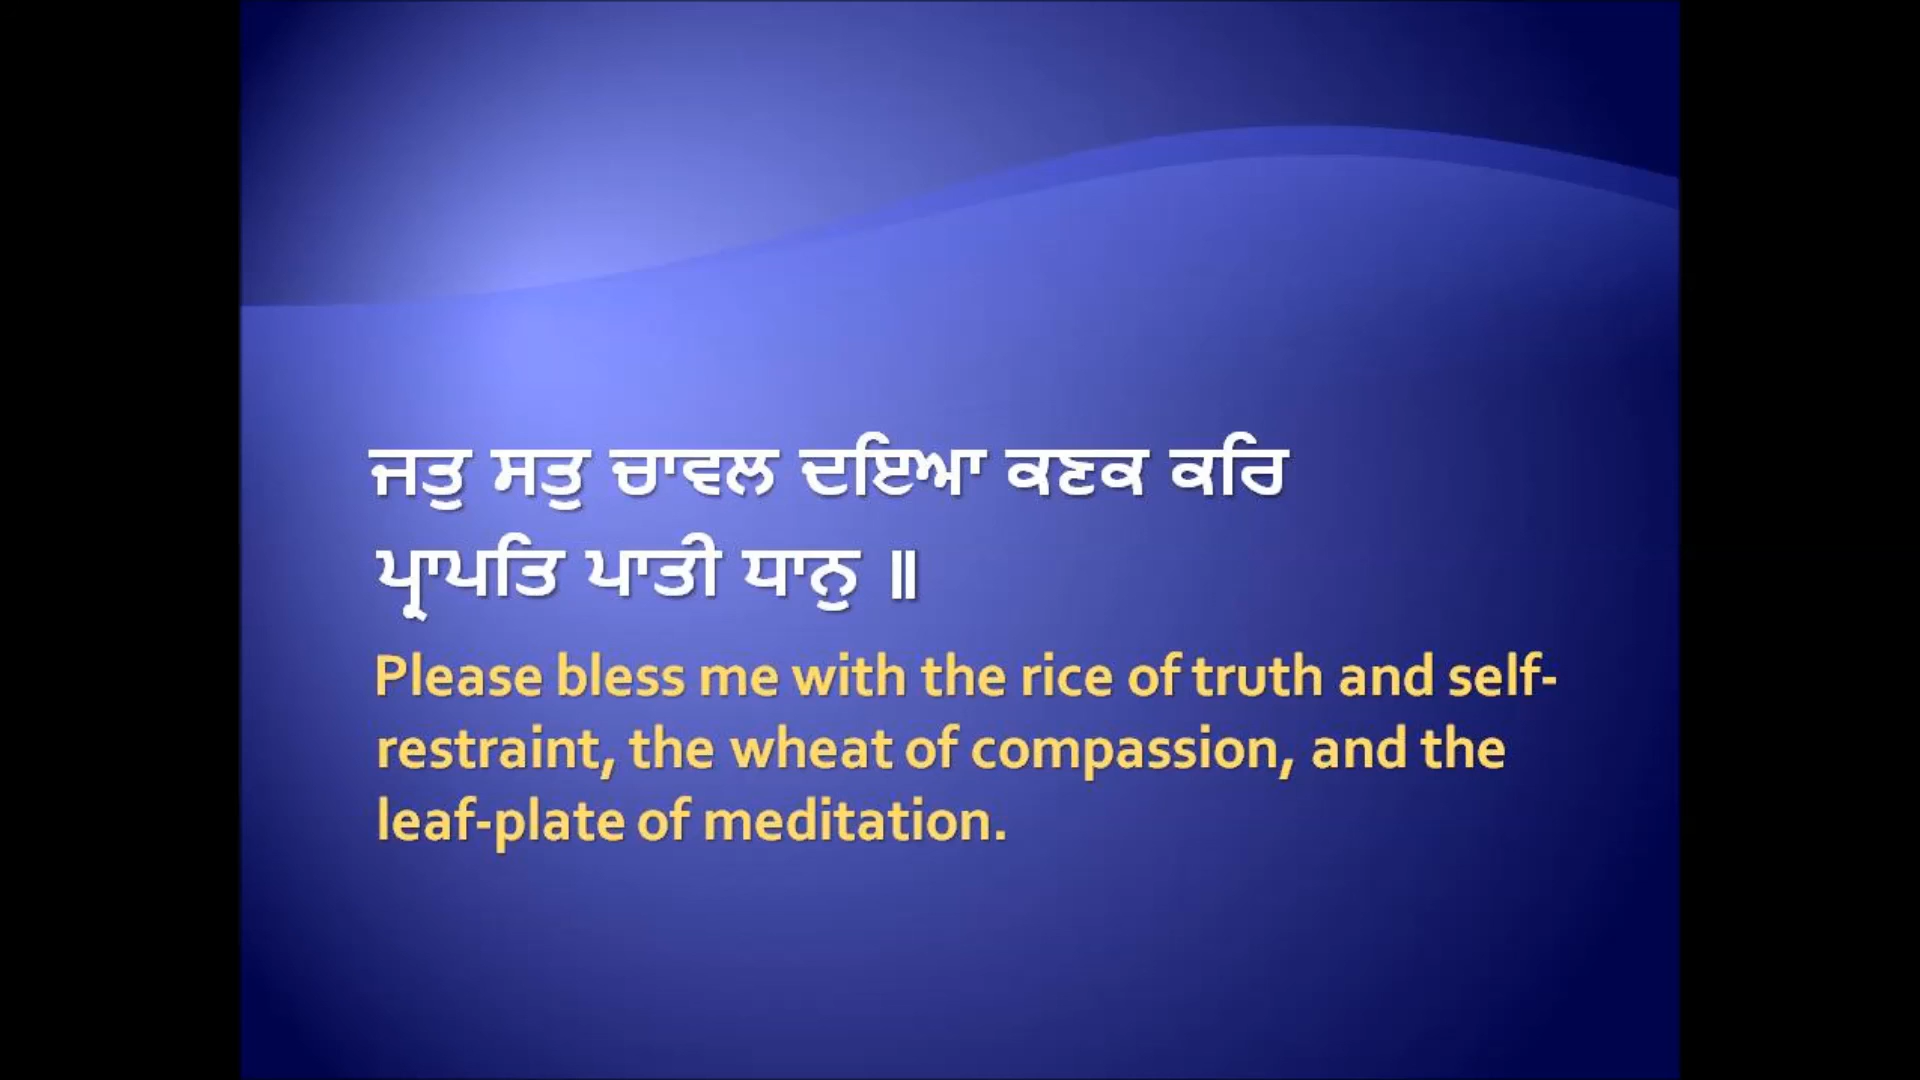 ਜਤੁ ਸਤੁ ਚਾਵਲ ਦਇਆ ਕਣਕ ਕਰਿ
ਪ੍ਰਾਪਤਿ ਪਾਤੀ ਧਾਨੁ ॥
Please bless me with the rice of truth and self-
restraint, the wheat of compassion, and the
leaf-plate of meditation.